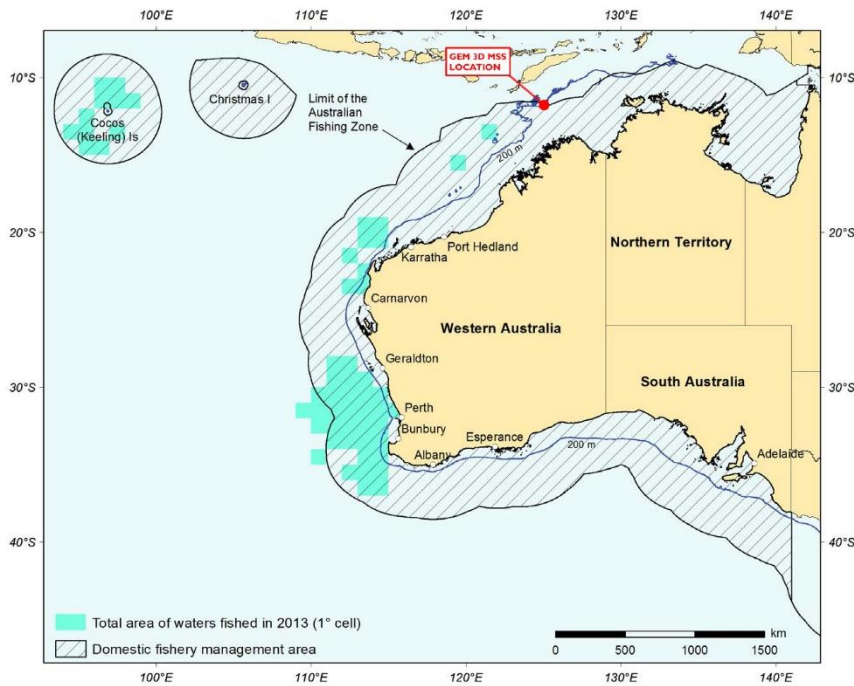 100°E 110°E 120°E 130°E 140°E
10°S
20°S
30°S
40°S
10°S
20°S
30°S
40°S
GEM 3D MSS
LOCATION
Christmas I
Cocos
(Keeling) Is
Limit of the
Australian
Fishing Zone
200 m
Port Hedland
Karratha
Northern
Territory
Carnarvon
Western Australia
Geraldton
South Australia
Perth
Bunbury
Esperance
Albany
200 m
Adelaide
Total area of waters fished in 2013 (1° cell)
Domestic fishery management area
km
0 500 1000 1500
100°E 110°E 120°E 130°E 140°E